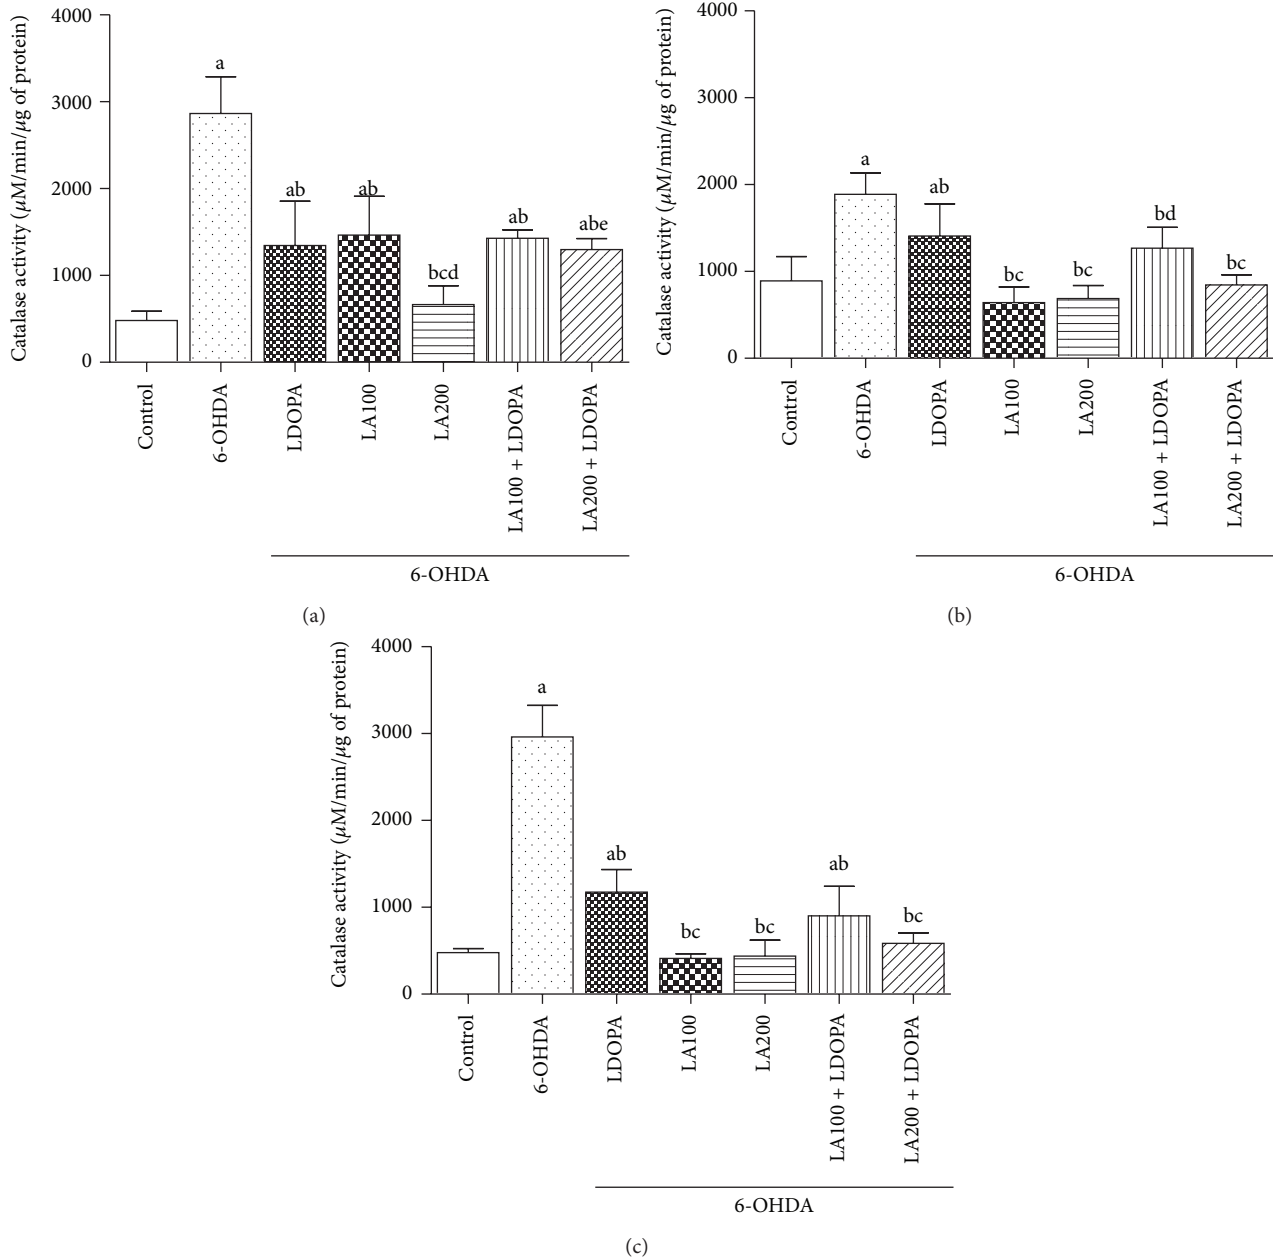 Catalase activity (μM/min/μg of protein)
4000
3000
2000
1000
0
a
ab
ab
bcd
ab
abe
Control
6-OHDA
LDOPA
LA100
LA200
LA100 + LDOPA
LA200 + LDOPA
6-OHDA
(a)
Catalase activity (μM/min/μg of protein)
4000
3000
2000
1000
0
a
ab
bc
bc
bd
bc
Control
6-OHDA
LDOPA
LA100
LA200
LA100 + LDOPA
LA200 + LDOPA
6-OHDA
(b)
Catalase activity (μM/min/μg of protein)
4000
3000
2000
1000
0
a
ab
bc
bc
ab
bc
Control
6-OHDA
LDOPA
LA100
LA200
LA100 + LDOPA
LA200 + LDOPA
6-OHDA
(c)